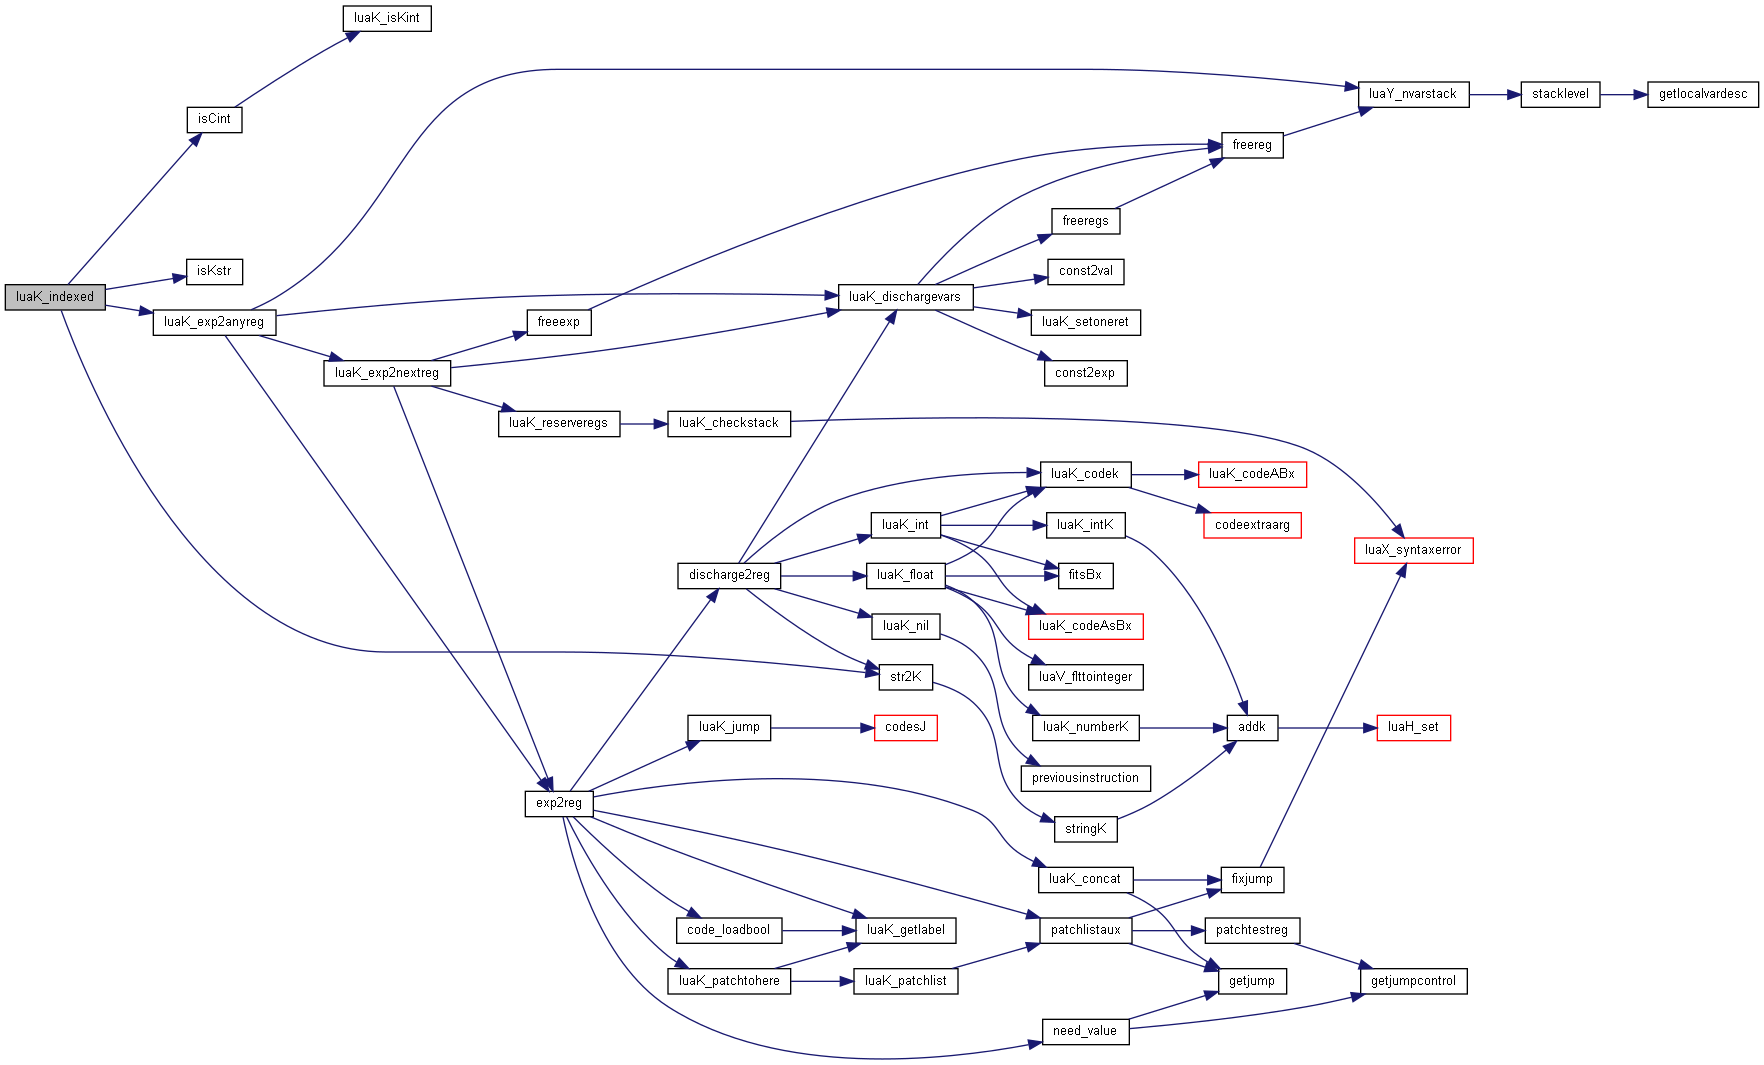 luaK_isKint
luaY_nvarstack
stacklevel
getlocalvardesc
isCint
freereg
freeregs
isKstr
const2val
luaK_indexed
luaK_dischargevars
luaK_exp2anyreg
freeexp
luaK_setoneret
luaK_exp2nextreg
const2exp
luaK_reserveregs
luaK_checkstack
luaK_codek
luaK_codeABx
luaK_int
luaK_intK
codeextraarg
luaX_syntaxerror
discharge2reg
luaK_float
fitsBx
luaK_nil
luaK_codeAsBx
str2K
luaV_flttointeger
luaK_jump
codesJ
luaK_numberK
addk
luaH_set
previousinstruction
exp2reg
stringK
luaK_concat
fixjump
code_loadbool
luaK_getlabel
patchlistaux
patchtestreg
luaK_patchtohere
luaK_patchlist
getjump
getjumpcontrol
need_value